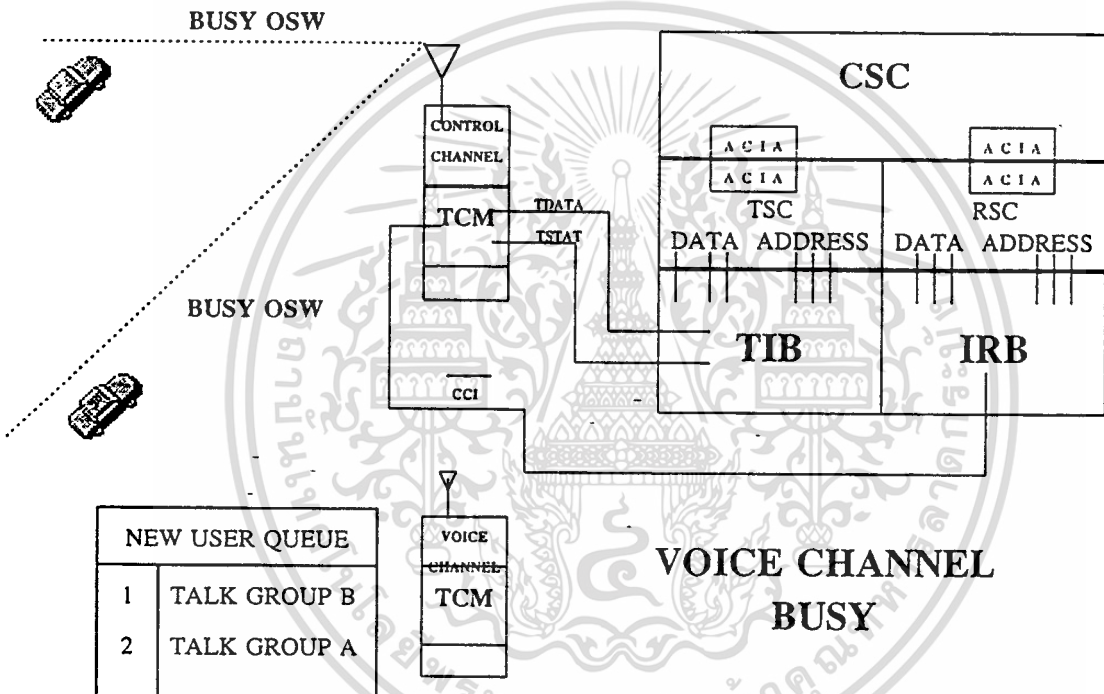 BUSY OSW
CSC
CONTROL
CHANNEL
TCM
TDATA
TSTAT
ACIA
ACIA
ACIA
ACIA
TSC
RSC
DATA ADDRESS
DATA ADDRESS
BUSY OSW
TIB
IRB
CCI
NEW USER QUEUE
1 TALK GROUP B
2 TALK GROUP A
VOICE
CHANNEL
TCM
VOICE CHANNEL
BUSY